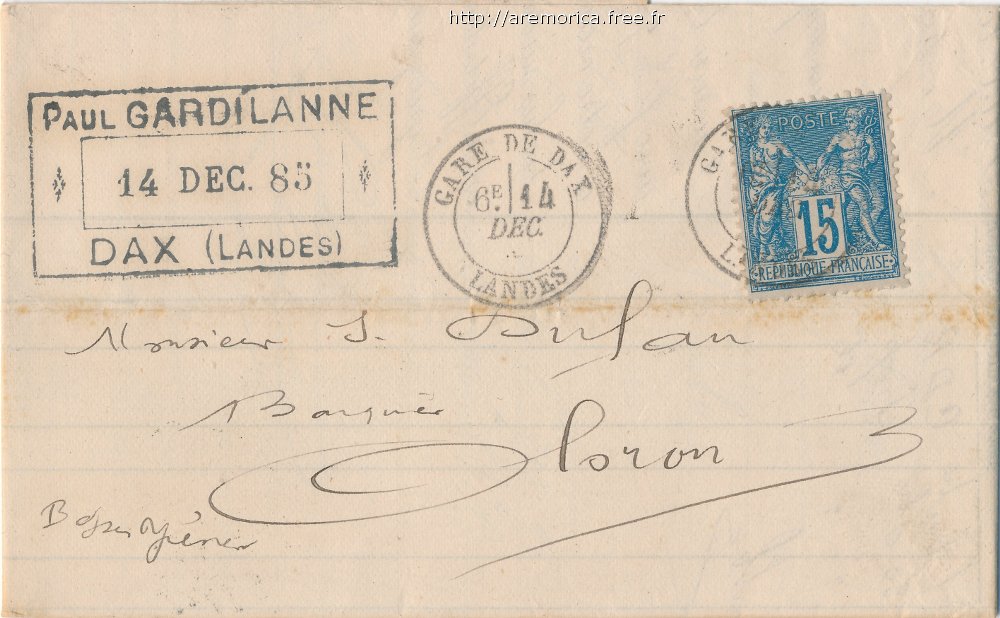 http://aremorica.free.fr
PAUL GARDILANNE
14 DEC. 85
DAX (LANDES)
GARE DE DAX
6E 14
DEC.
LANDES
GA
L
POSTE
15
REPUBLIQUE FRANÇAISE
Monsieur J.
Banquier
Oloron